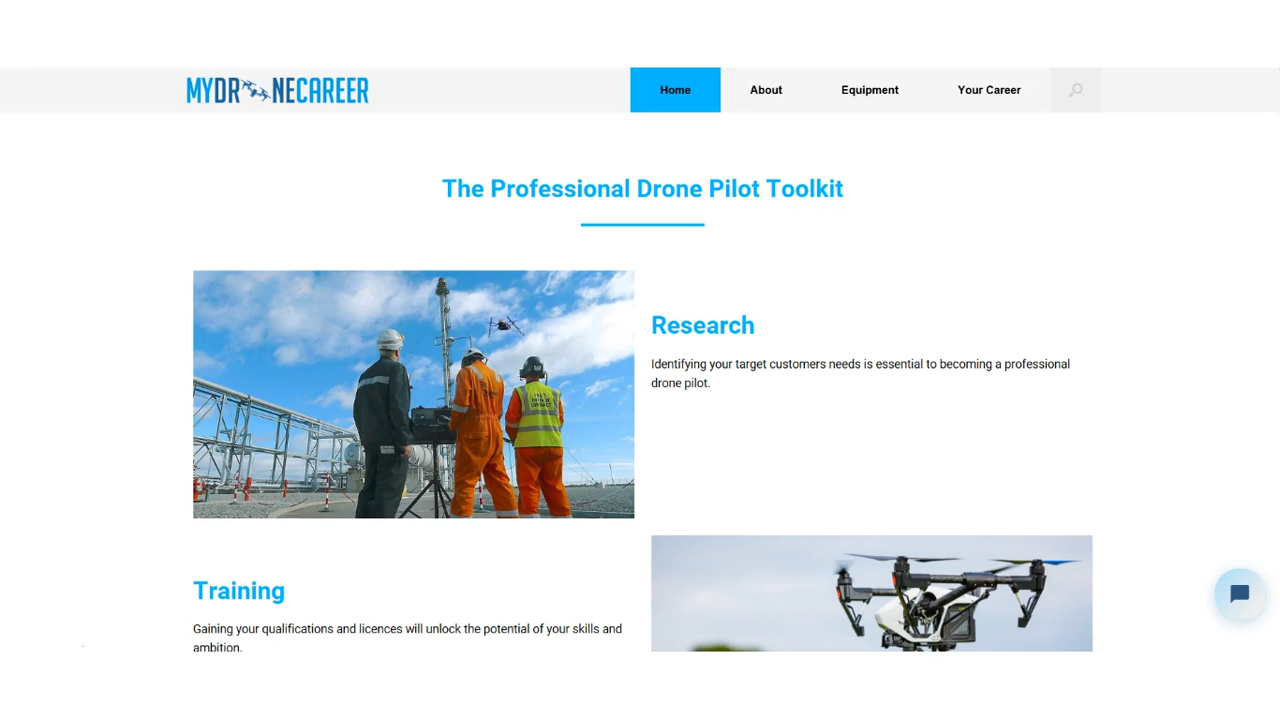 MYDRONECAREER
Home
About
Equipment
Your Career
The Professional Drone Pilot Toolkit
Research
Identifying your target customers needs is essential to becoming a professional
drone pilot.
Training
Gaining your qualifications and licences will unlock the potential of your skills and
ambition.